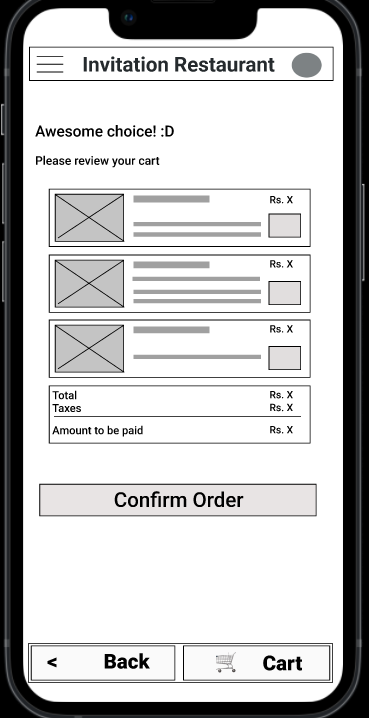 Invitation Restaurant
Awesome choice! :D
Please review your cart
Rs. X
Rs. X
Rs. X
Total Rs. X
Taxes Rs. X
Amount to be paid Rs. X
Confirm Order
< Back Cart